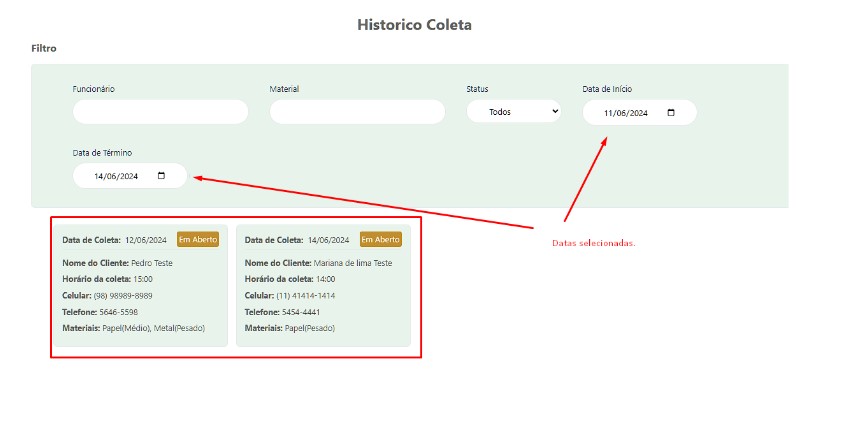 Historico Coleta
Filtro
Funcionário
Material
Status
Todos
Data de Início
11/06/2024
Data de Término
14/06/2024
Datas selecionadas.
Data de Coleta: 12/06/2024 Em Aberto
Nome do Cliente: Pedro Teste
Horário da coleta: 15:00
Celular: (98) 98989-8989
Telefone: 5646-5598
Materiais: Papel(Médio), Metal(Pesado)
Data de Coleta: 14/06/2024 Em Aberto
Nome do Cliente: Mariana de lima Teste
Horário da coleta: 14:00
Celular: (11) 41414-1414
Telefone: 5454-4441
Materiais: Papel(Pesado)